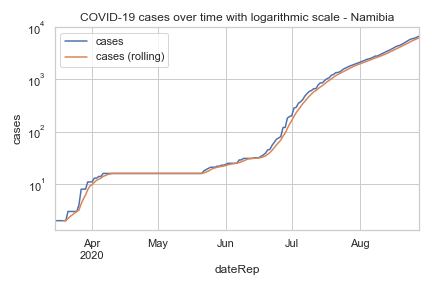 COVID-19 cases over time with logarithmic scale - Namibia
cases
cases (rolling)
10^4
10^3
10^2
10^1
cases
Apr
2020
May
Jun
Jul
Aug
dateRep